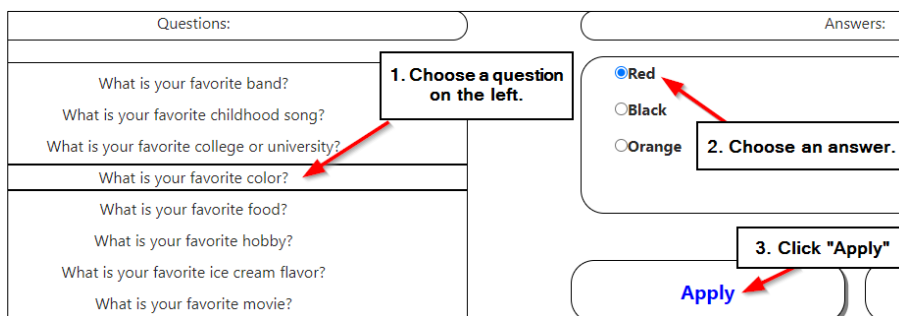 Questions:
Answers:
1. Choose a question
on the left.
What is your favorite band?
What is your favorite childhood song?
What is your favorite college or university?
What is your favorite color?
What is your favorite food?
What is your favorite hobby?
What is your favorite ice cream flavor?
What is your favorite movie?
Red
Black
Orange
2. Choose an answer.
3. Click "Apply"
Apply